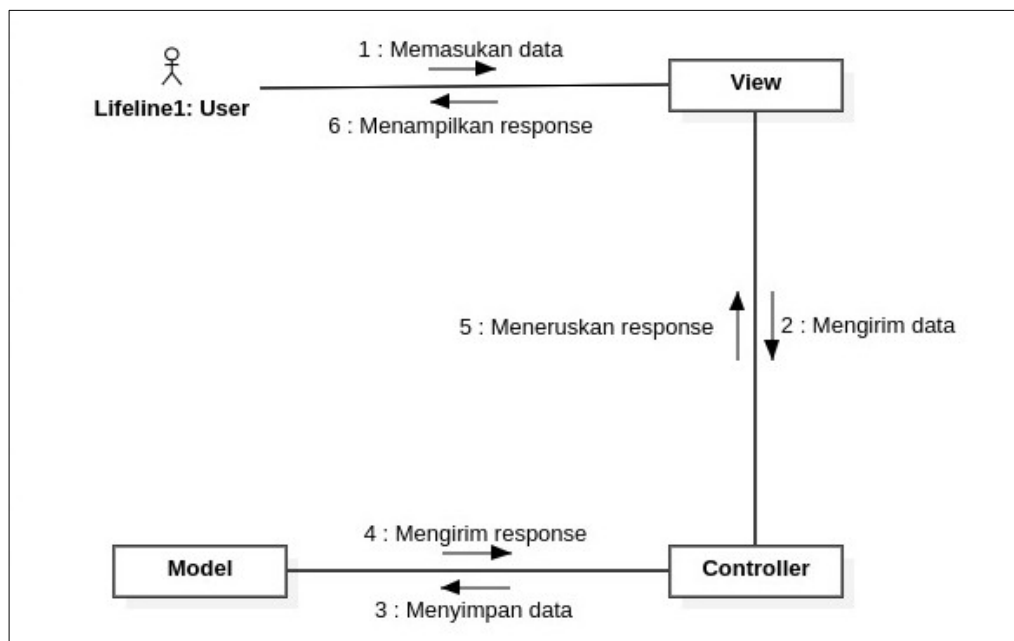 1 : Memasukan data
Lifeline1: User
View
6 : Menampilkan response
5 : Meneruskan response
2 : Mengirim data
4 : Mengirim response
Model
Controller
3 : Menyimpan data